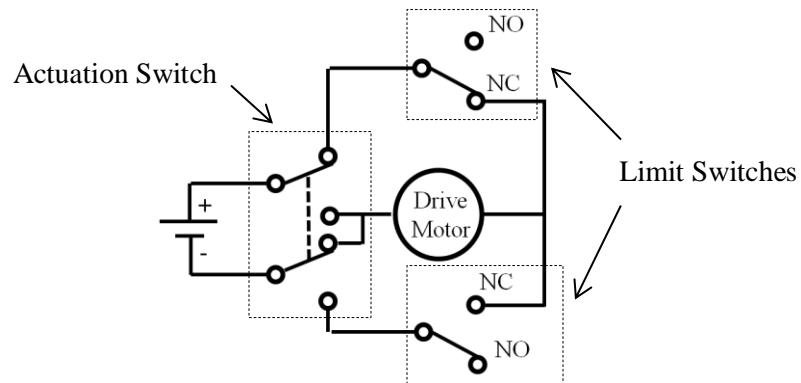 NO
Actuation Switch
NC
Limit Switches
+
Drive
Motor
-
NC
NO